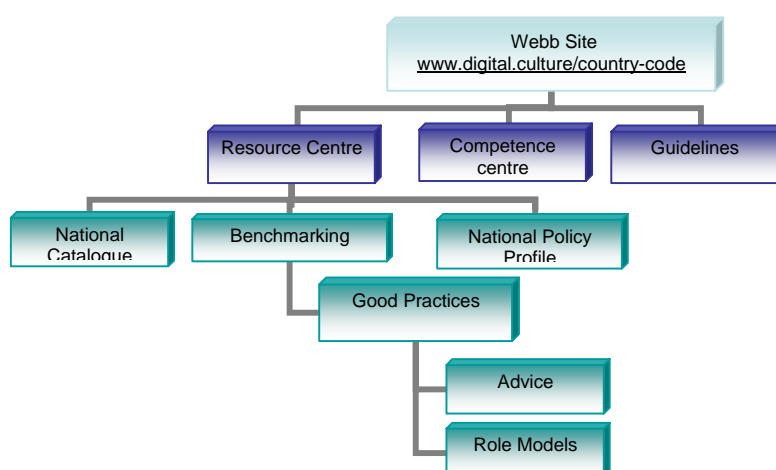 Webb Site
www.digital.culture/country-code
Resource Centre
Competence
centre
Guidelines
National
Catalogue
Benchmarking
National Policy
Profile
Good Practices
Advice
Role Models